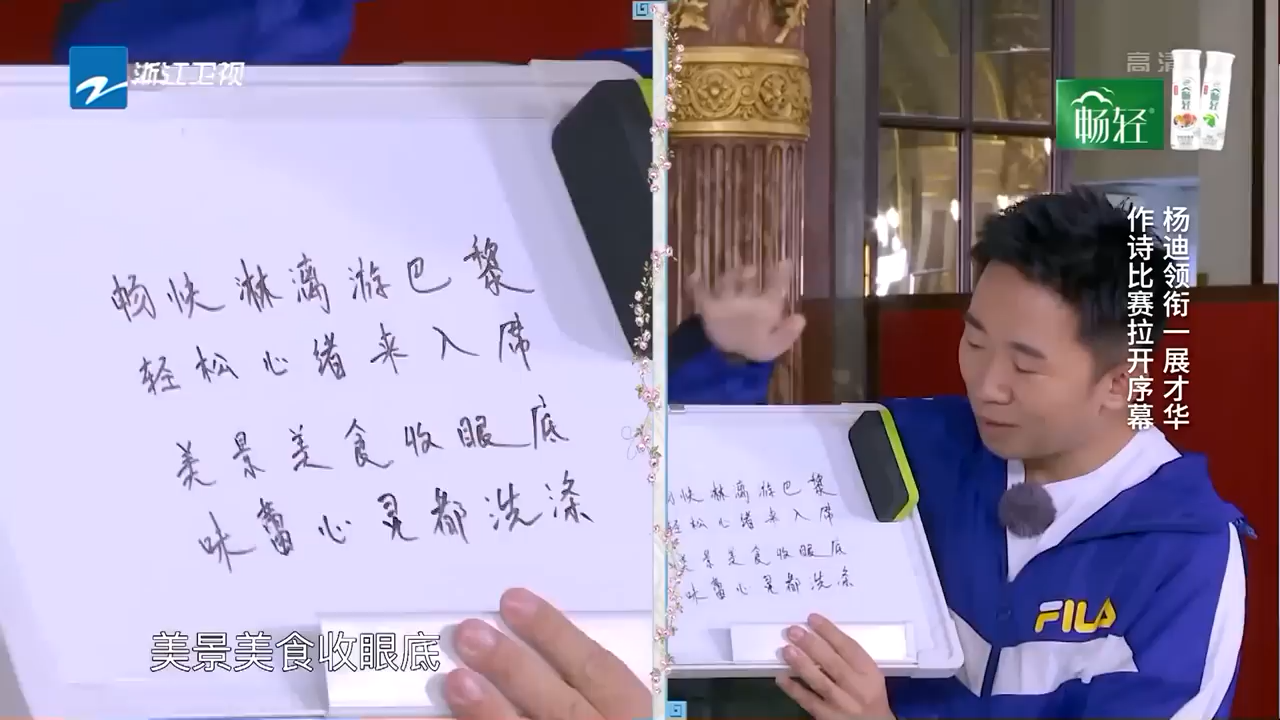 浙江卫视
高清
畅轻
杨迪领衔一展才华
作诗比赛拉开序幕
畅快淋漓游巴黎
轻松心绪来入席
美景美食收眼底
味蕾心灵都洗涤
快淋漓游巴黎
轻松心绪来入席
美景美食收眼底
味蕾心灵都洗涤
FILA
美景美食收眼底